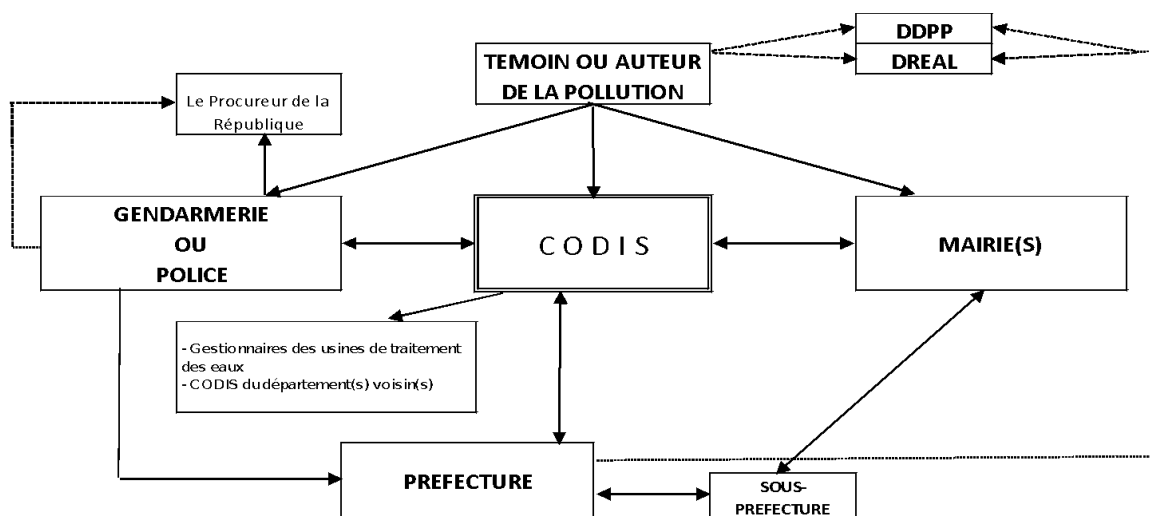 DDPP
DREAL
TEMOIN OU AUTEUR
DE LA POLLUTION
Le Procureur de la
République
GENDARMERIE
OU
POLICE
CODIS
MAIRIE(S)
- Gestionnaires des usines de traitement
des eaux
- CODIS du département(s) voisin(s)
PREFECTURE
SOUS-
PREFECTURE